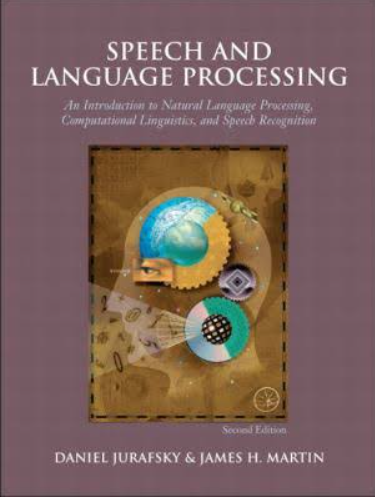 SPEECH AND
LANGUAGE PROCESSING
An Introduction to Natural Language Processing,
Computational Linguistics, and Speech Recognition
Second Edition
DANIEL JURAFSKY & JAMES H. MARTIN